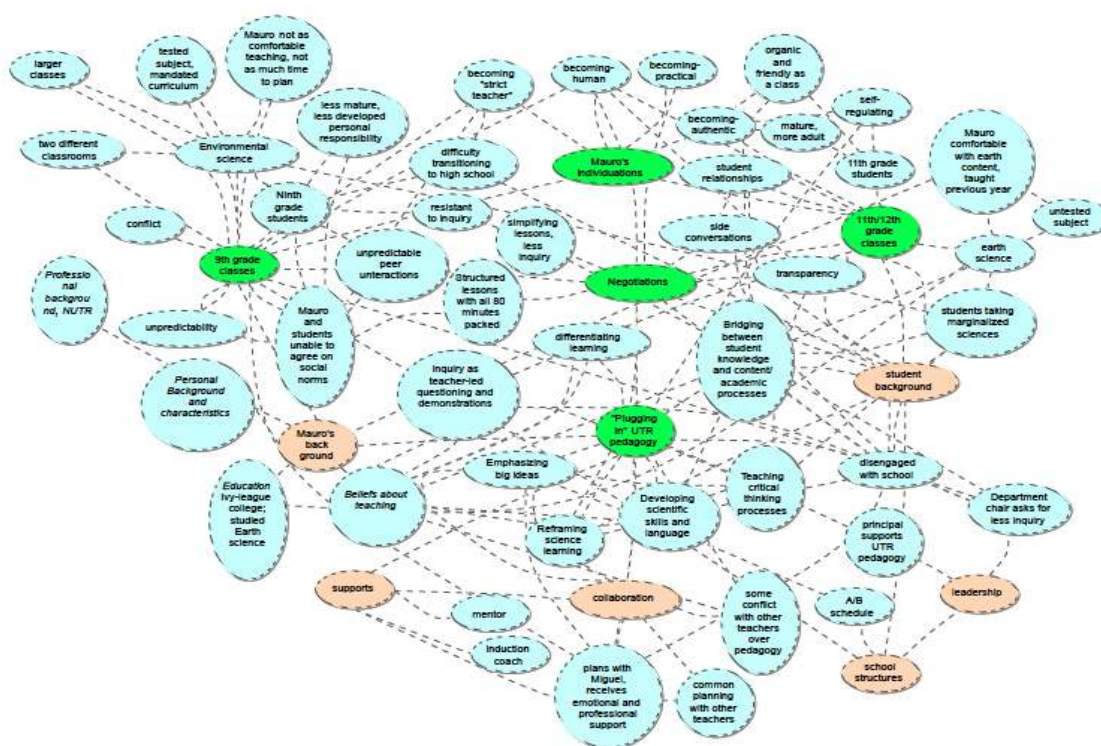 larger
classes
tested
subject,
mandated
curriculum
Mauro not as
comfortable
teaching, not
as much time
to plan
two different
classrooms
Environmental
science
less mature,
less developed
personal
responsibility
conflict
Ninth
grade
students
9th grade
classes
Professio
nal
backgrou
nd, NUTR
unpredictability
Personal
Background
and
characteristics
becoming
"strict
teacher"
becoming-
human
becoming-
practical
organic
and
friendly as
a class
self-
regulating
becoming-
authentic
mature,
more adult
difficulty
transitioning
to high school
Mauro's
individuations
student
relationships
11th grade
students
Mauro
comfortable
with earth
content,
taught
previous year
untested
subject
resistant
to inquiry
simplifying
lessons,
less
inquiry
side
conversations
11th/12th
grade
classes
earth
science
unpredictable
peer
unteractions
Structured
lessons
with all 80
minutes
packed
Negotiations
transparency
students taking
marginalized
sciences
Mauro
and
students
unable to
agree on
social
norms
differentiating
learning
Bridging
between
student
knowledge
and content/
academic
processes
student
background
Inquiry as
teacher-led
questioning and
demonstrations
Mauro's
back
ground
"Plugging
in" UTR
pedagogy
Education
Ivy-league
college;
studied
Earth
science
Beliefs about
teaching
Emphasizing
big ideas
Developing
scientific
skills and
language
Teaching
critical
thinking
processes
disengaged
with school
Department
chair asks for
less inquiry
Reframing
science
learning
principal
supports
UTR
pedagogy
supports
collaboration
some
conflict
with other
teachers
over
pedagogy
A/B
schedule
leadership
mentor
induction
coach
plans with
Miguel,
receives
emotional and
professional
support
common
planning
with other
teachers
school
structures